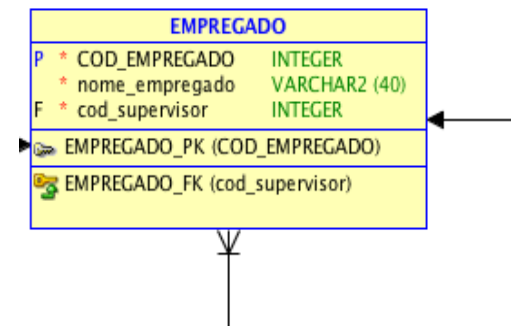 EMPREGADO
P * COD_EMPREGADO INTEGER
* nome_empregado VARCHAR2 (40)
F * cod_supervisor INTEGER
EMPREGADO_PK (COD_EMPREGADO)
EMPREGADO_FK (cod_supervisor)